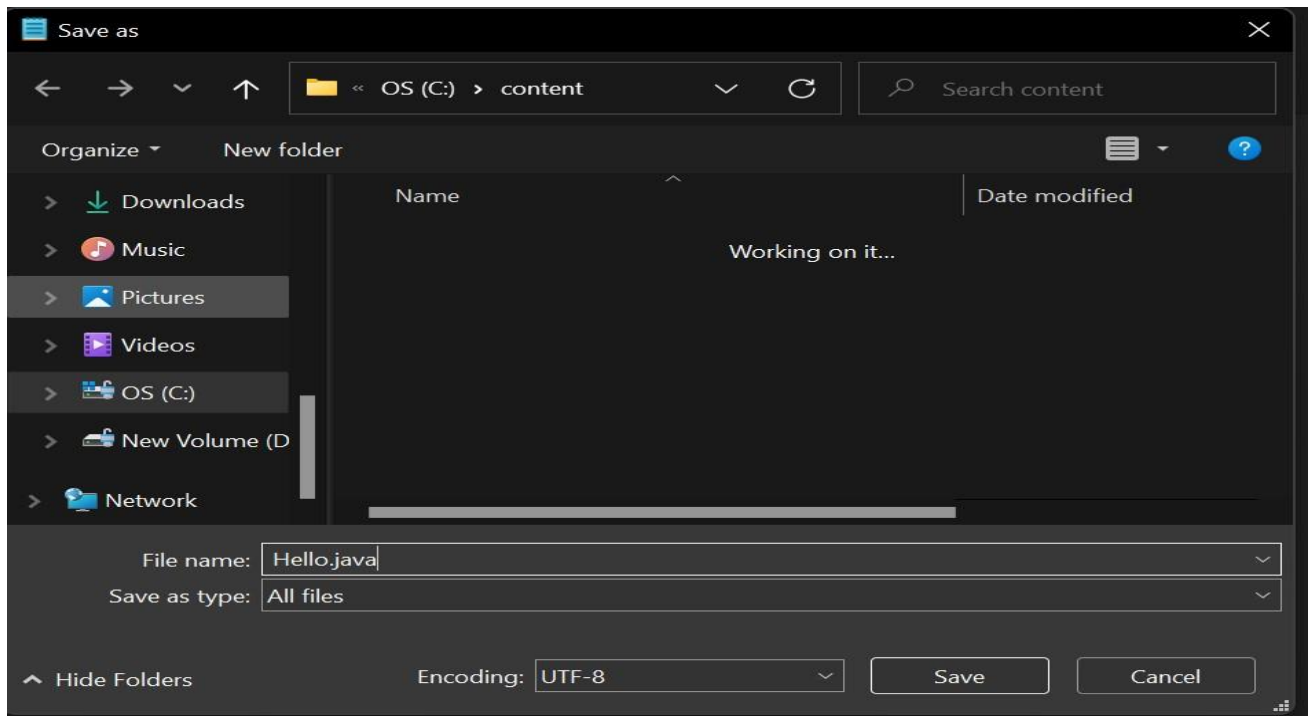 Save as
« OS (C:) > content
Search content
Organize
New folder
Name
Date modified
Downloads
Working on it...
Music
Pictures
Videos
OS (C:)
New Volume (D
Network
File name: Hello.java
Save as type: All files
Hide Folders
Encoding: UTF-8
Save
Cancel